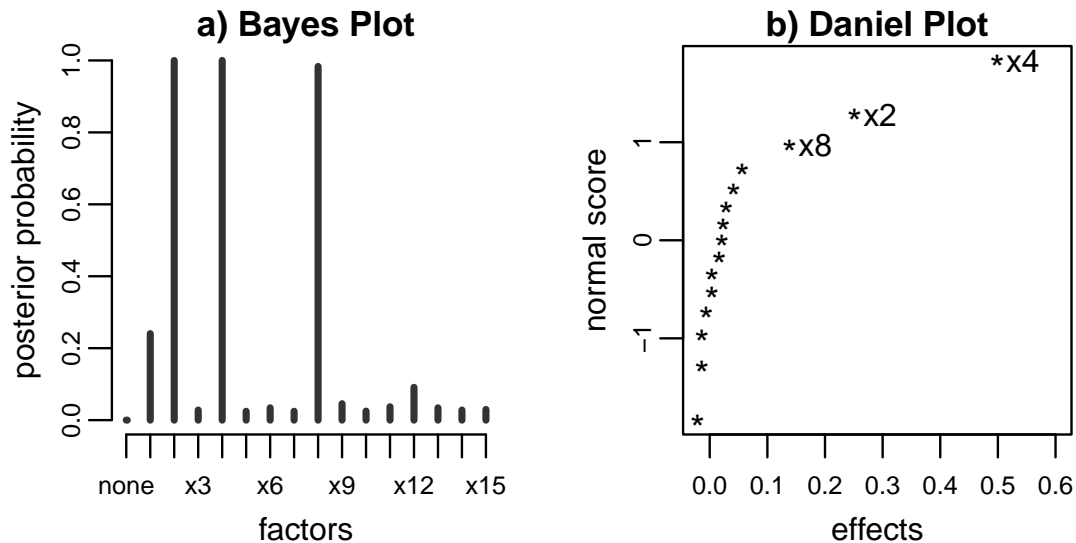 a) Bayes Plot
posterior probability
1.0
0.8
0.6
0.4
0.2
0.0
none x3 x6 x9 x12 x15
factors
b) Daniel Plot
normal score
1
0
−1
*x4
*x2
*x8
0.0 0.1 0.2 0.3 0.4 0.5 0.6
effects